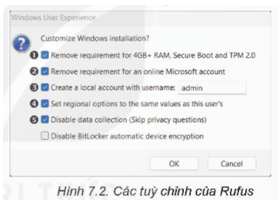 Windows User Experience
Customize Windows installation?
1 Remove requirement for 4GB+ RAM, Secure Boot and TPM 2.0
2 Remove requirement for an online Microsoft account
3 Create a local account with username: admin
4 Set regional options to the same values as this user's
5 Disable data collection (Skip privacy questions)
Disable BitLocker automatic device encryption
OK Cancel
Hình 7.2. Các tuỳ chỉnh của Rufus